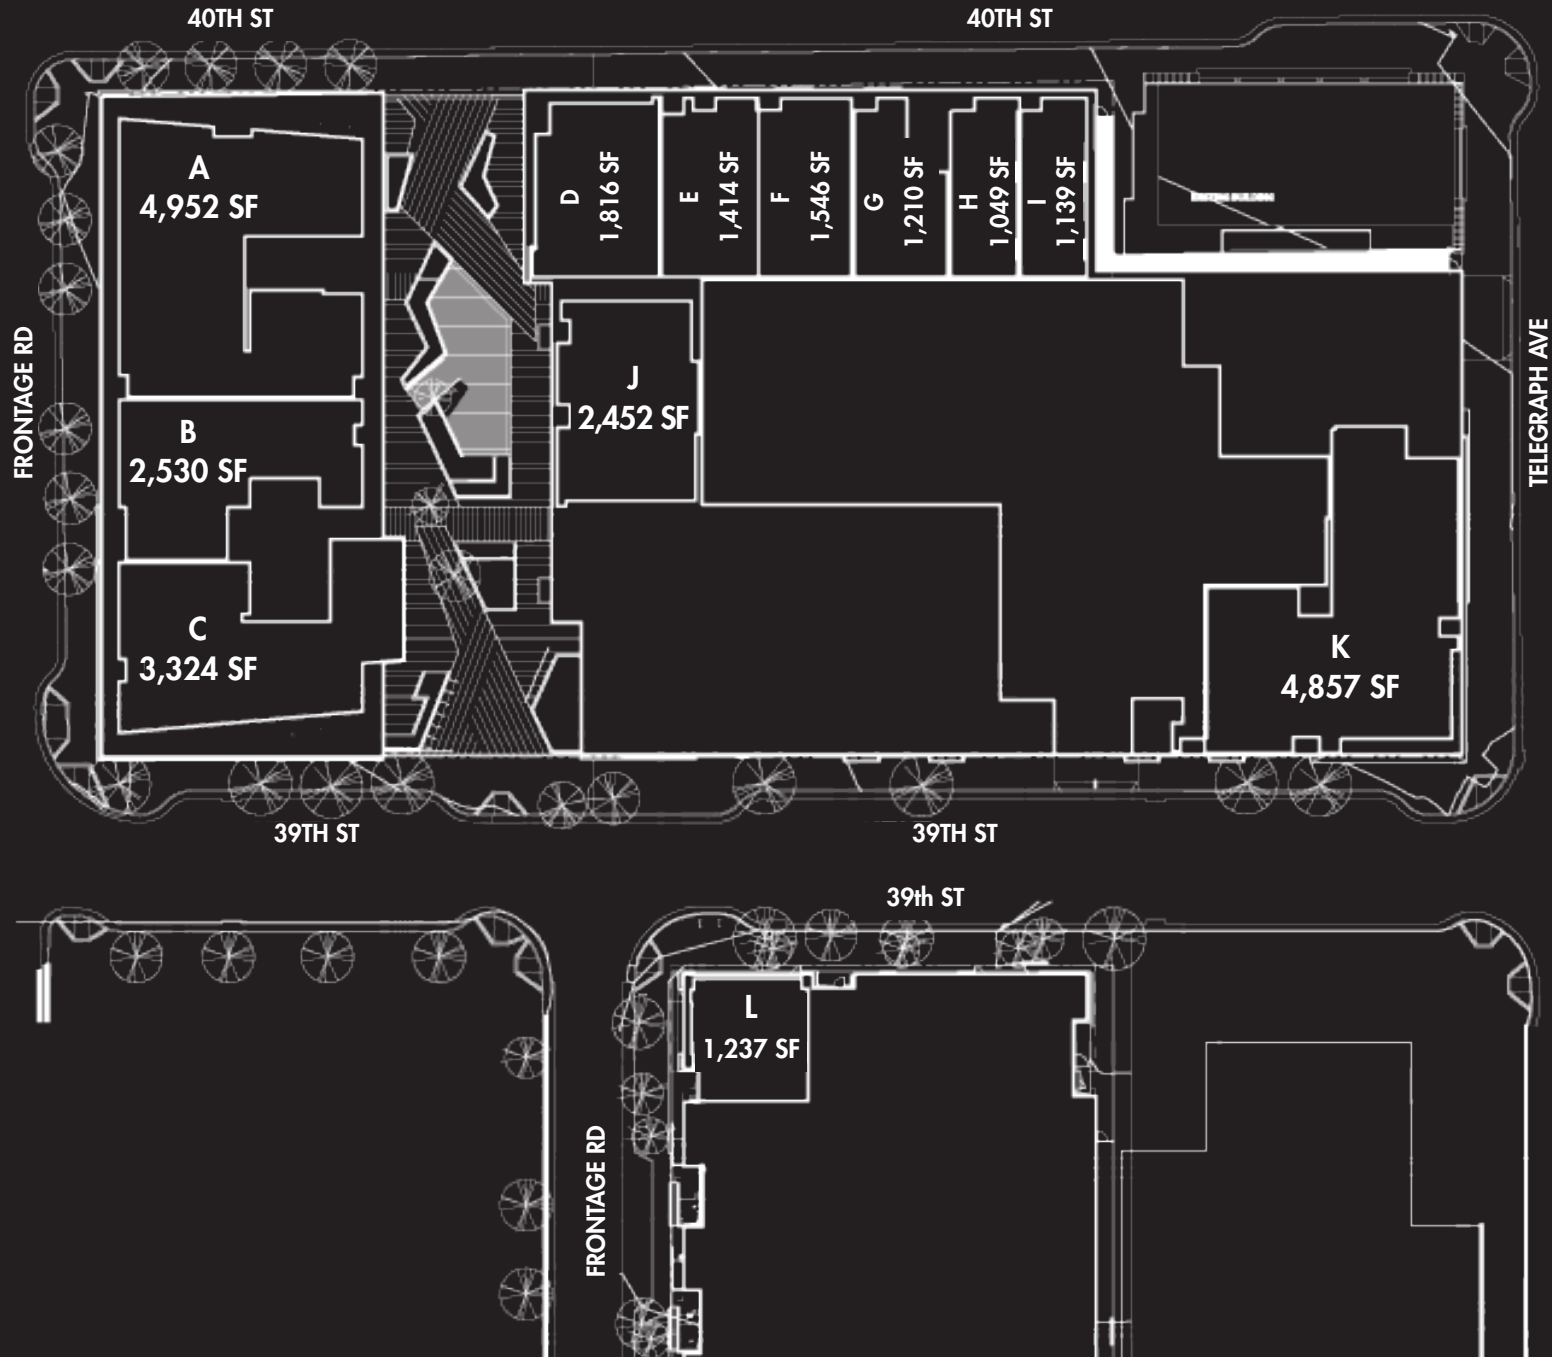 40TH ST
40TH ST
A
4,952 SF
D
1,816 SF
E
1,414 SF
F
1,546 SF
G
1,210 SF
H
1,049 SF
I
1,139 SF
EXISTING BUILDING
FRONTAGE RD
TELEGRAPH AVE
J
2,452 SF
B
2,530 SF
C
3,324 SF
K
4,857 SF
39TH ST
39TH ST
39th ST
L
1,237 SF
FRONTAGE RD